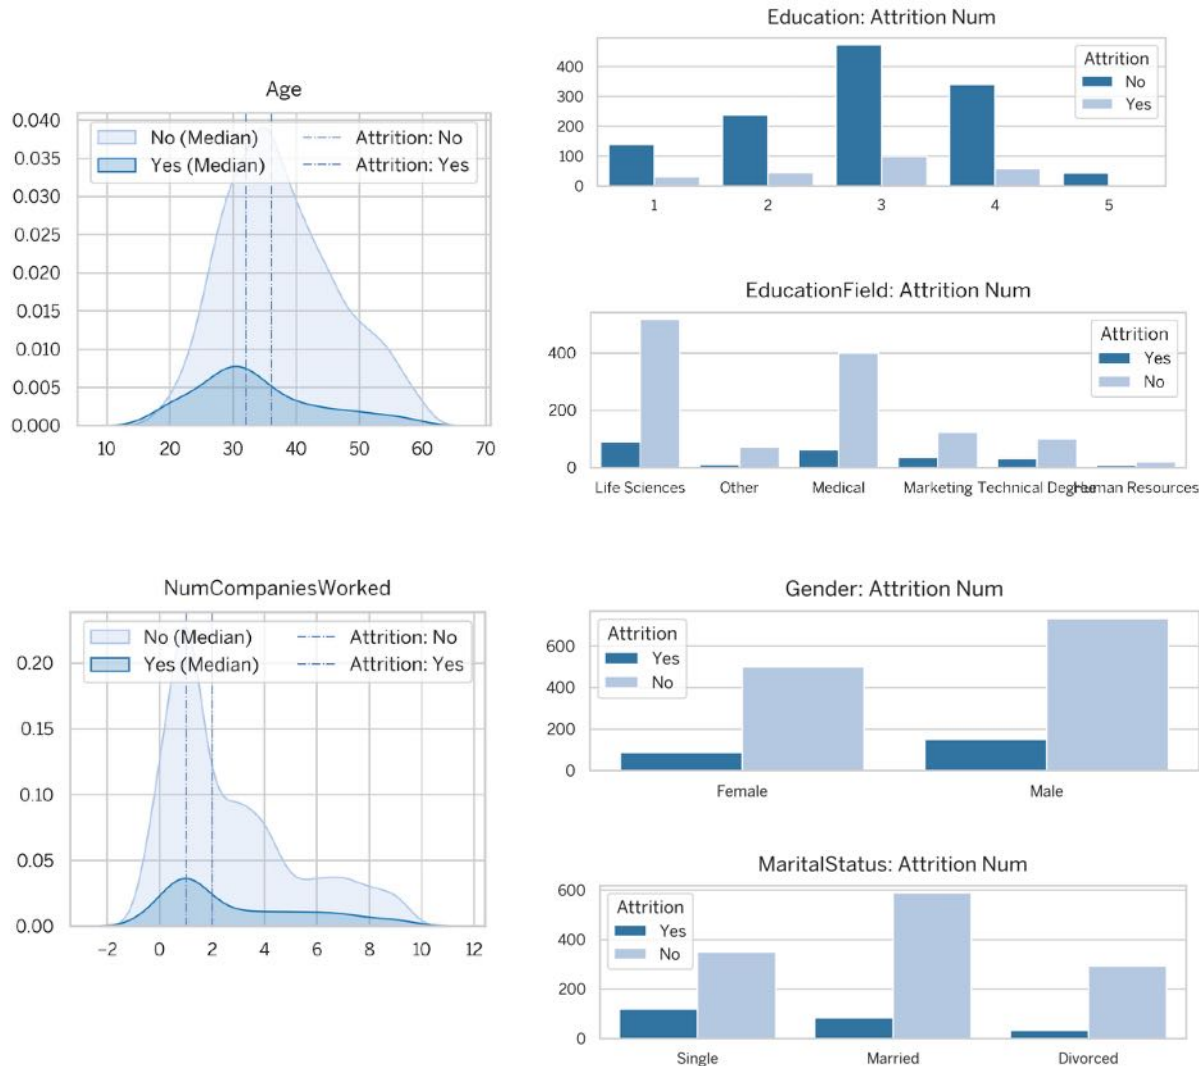 Age
0.040
0.035
0.030
0.025
0.020
0.015
0.010
0.005
0.000
No (Median)
Yes (Median)
Attrition: No
Attrition: Yes
10 20 30 40 50 60 70
Education: Attrition Num
400
300
200
100
0
Attrition
No
Yes
1 2 3 4 5
EducationField: Attrition Num
400
200
0
Attrition
Yes
No
Life Sciences Other Medical Marketing Technical Degree Human Resources
NumCompaniesWorked
0.20
0.15
0.10
0.05
0.00
No (Median)
Yes (Median)
Attrition: No
Attrition: Yes
−2 0 2 4 6 8 10 12
Gender: Attrition Num
600
400
200
0
Attrition
Yes
No
Female Male
MaritalStatus: Attrition Num
600
400
200
0
Attrition
Yes
No
Single Married Divorced